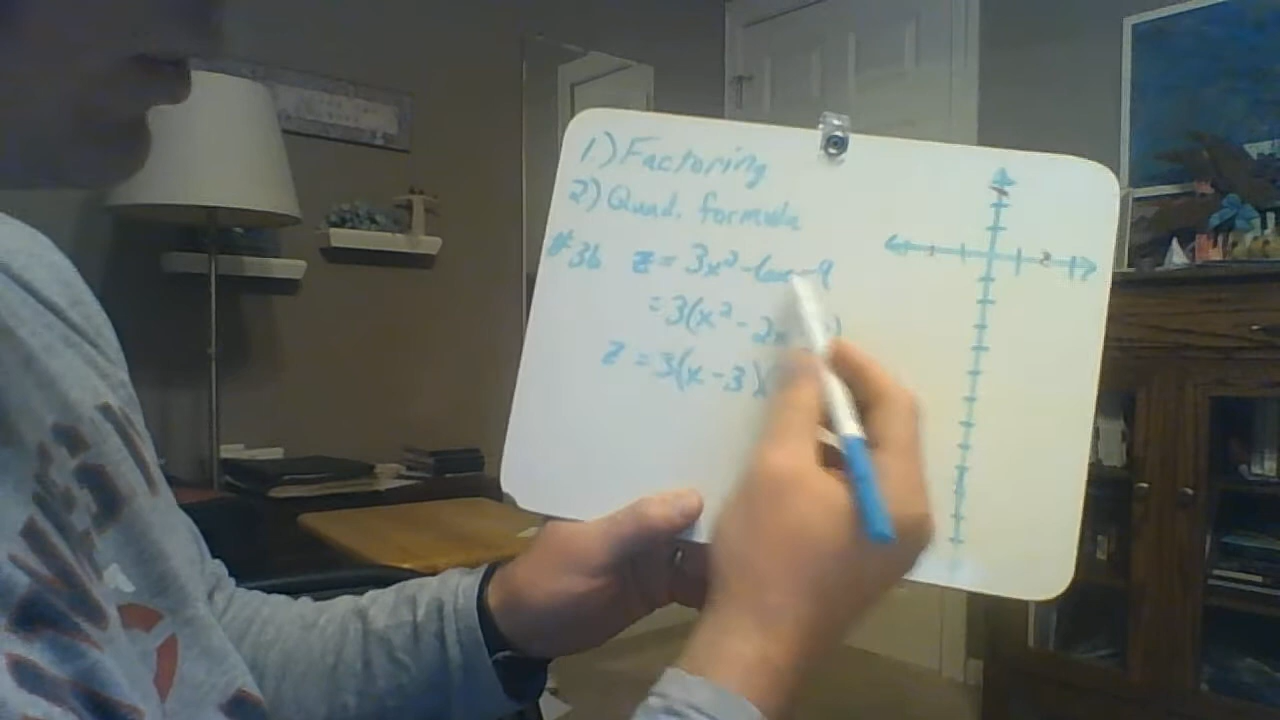 1.) Factoring
2.) Quad. formula
#36 z = 3x² - 6x - 9
= 3(x² - 2x )
z = 3(x - 3)